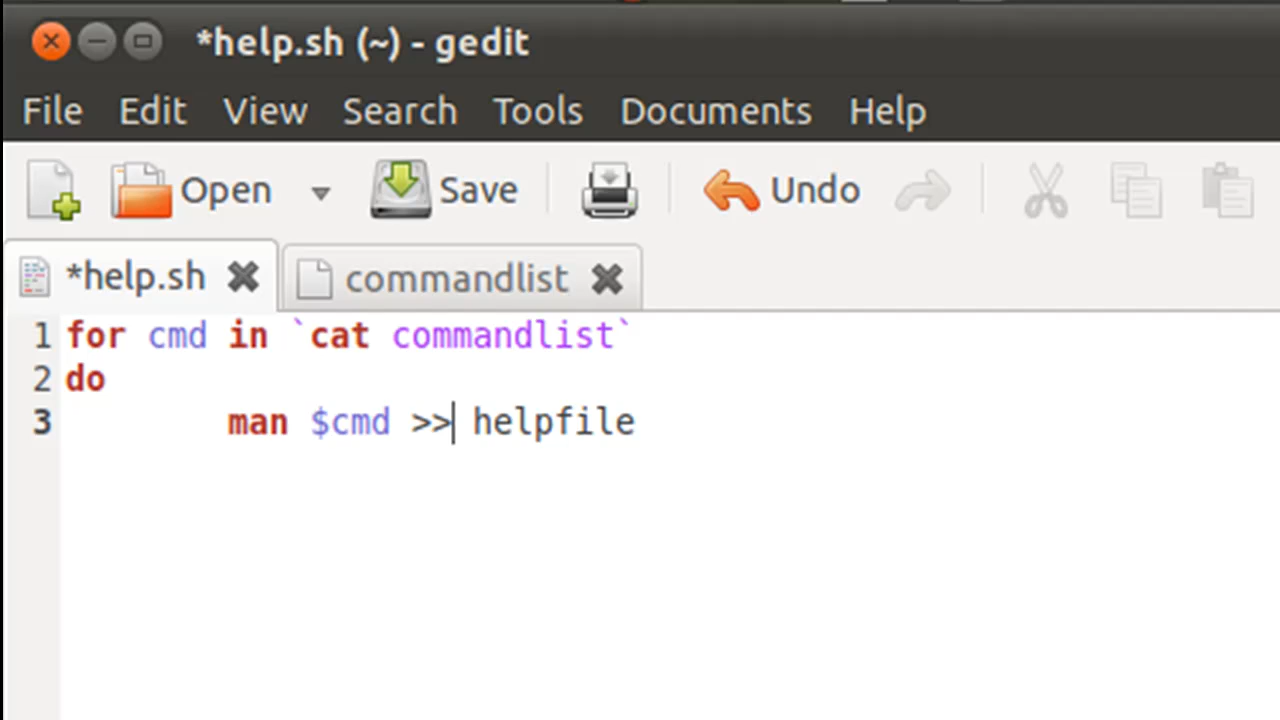 *help.sh (~) - gedit
File Edit View Search Tools Documents Help
Open Save Undo
*help.sh commandlist
1 for cmd in `cat commandlist`
2 do
3 man $cmd >> helpfile